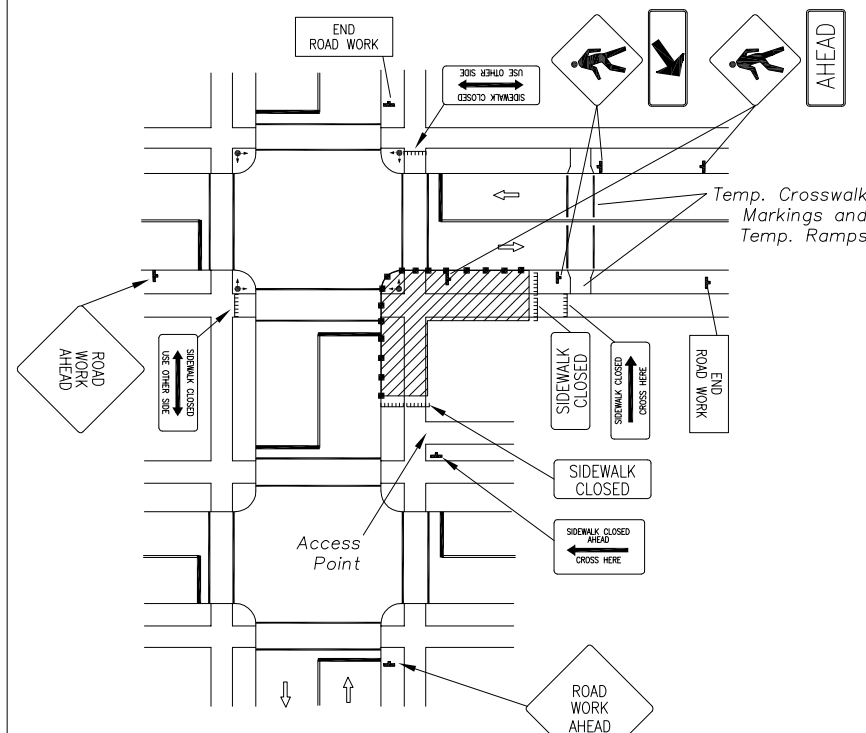 END
ROAD WORK
SIDEWALK CLOSED
USE OTHER SIDE
AHEAD
Temp. Crosswalk
Markings and
Temp. Ramps
ROAD
WORK
AHEAD
SIDEWALK CLOSED
USE OTHER SIDE
SIDEWALK
CLOSED
SIDEWALK CLOSED
CROSS HERE
END
ROAD WORK
SIDEWALK
CLOSED
SIDEWALK CLOSED
AHEAD
CROSS HERE
Access
Point
ROAD
WORK
AHEAD